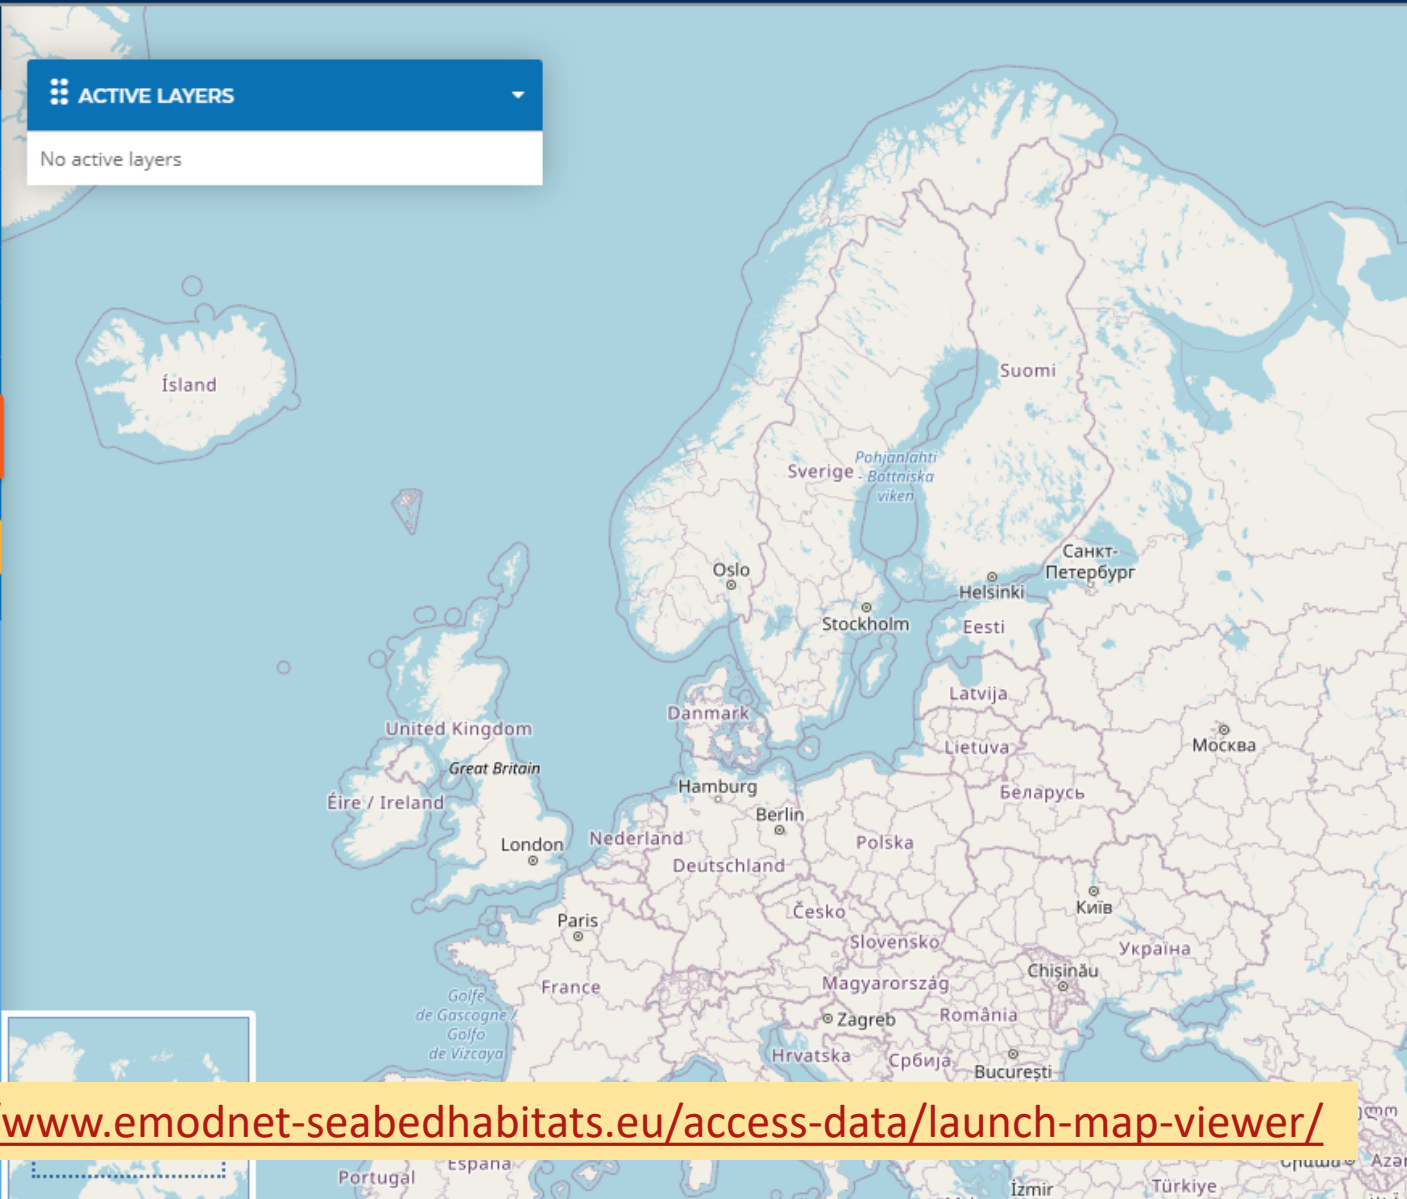 ACTIVE LAYERS
No active layers
Ísland
Suomi
Sverige
Pohjanlahti
- Bottniska
viken
Санкт-
Петербург
Oslo
Helsinki
Stockholm
Eesti
Latvija
Danmark
United Kingdom
Lietuva
Москва
Great Britain
Hamburg
Беларусь
Éire / Ireland
Berlin
London
Nederland
Polska
Deutschland
Київ
Česko
Paris
Slovensko
Україна
Chișinău
Magyarország
France
Golfe
de Gascogne /
Golfo
de Vizcaya
Zagreb
România
Hrvatska
Србија
București
/www.emodnet-seabedhabitats.eu/access-data/launch-map-viewer/
España
Portugal
İzmir
Türkiye
Azər